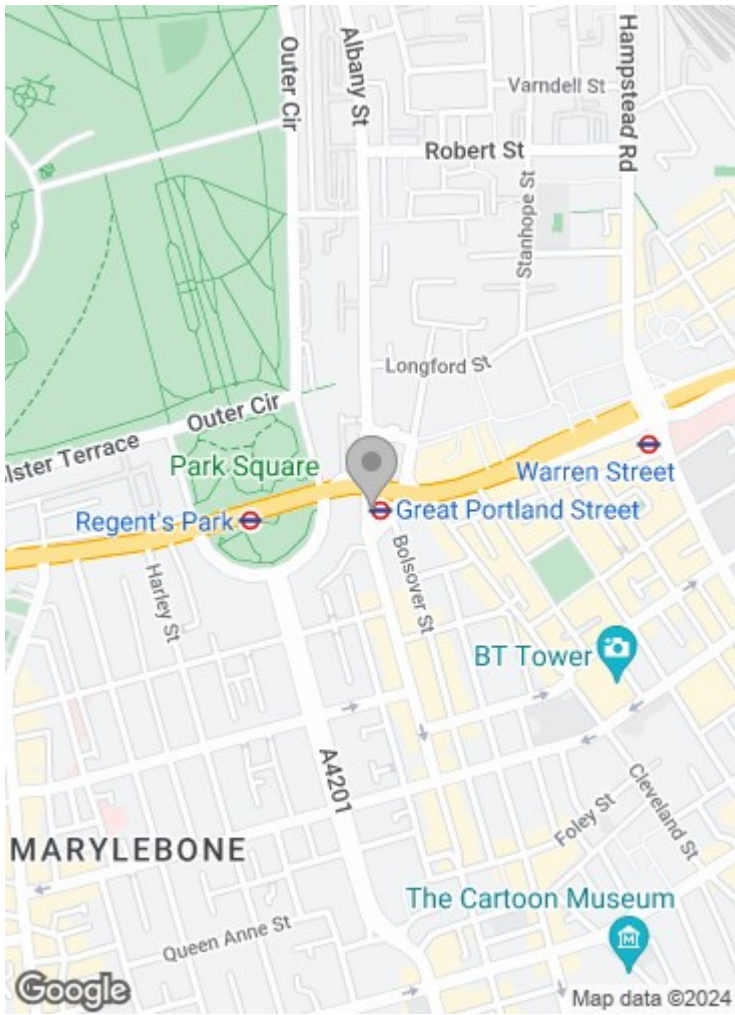 Outer Cir
Albany St
Hampstead Rd
Varndell St
Robert St
Stanhope St
Longford St
Outer Cir
lster Terrace
Park Square
Warren Street
Regent's Park
Great Portland Street
Harley St
Bolsover St
BT Tower
A4201
Cleveland St
Foley St
MARYLEBONE
The Cartoon Museum
Queen Anne St
Google
Map data ©2024